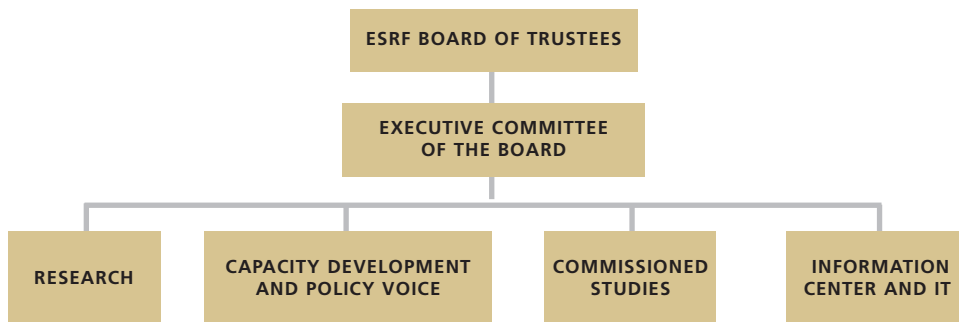 ESRF BOARD OF TRUSTEES
EXECUTIVE COMMITTEE
OF THE BOARD
RESEARCH
CAPACITY DEVELOPMENT
AND POLICY VOICE
COMMISSIONED
STUDIES
INFORMATION
CENTER AND IT